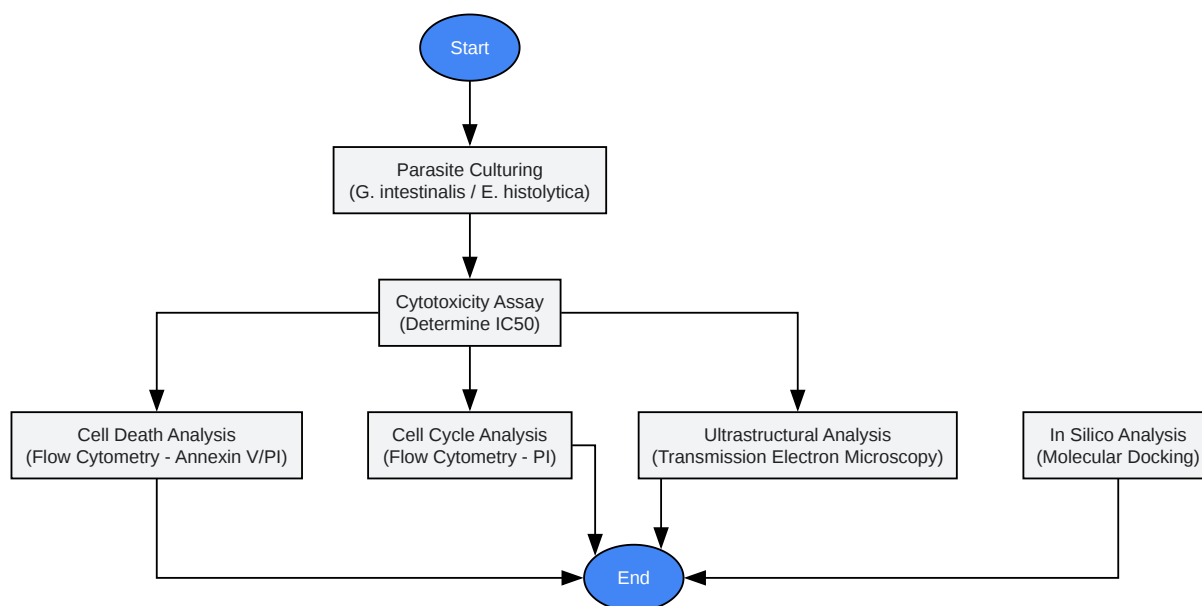 Start
Parasite Culturing
(G. intestinalis / E. histolytica)
Cytotoxicity Assay
(Determine IC50)
Cell Death Analysis
(Flow Cytometry - Annexin V/PI)
Cell Cycle Analysis
(Flow Cytometry - PI)
Ultrastructural Analysis
(Transmission Electron Microscopy)
In Silico Analysis
(Molecular Docking)
End